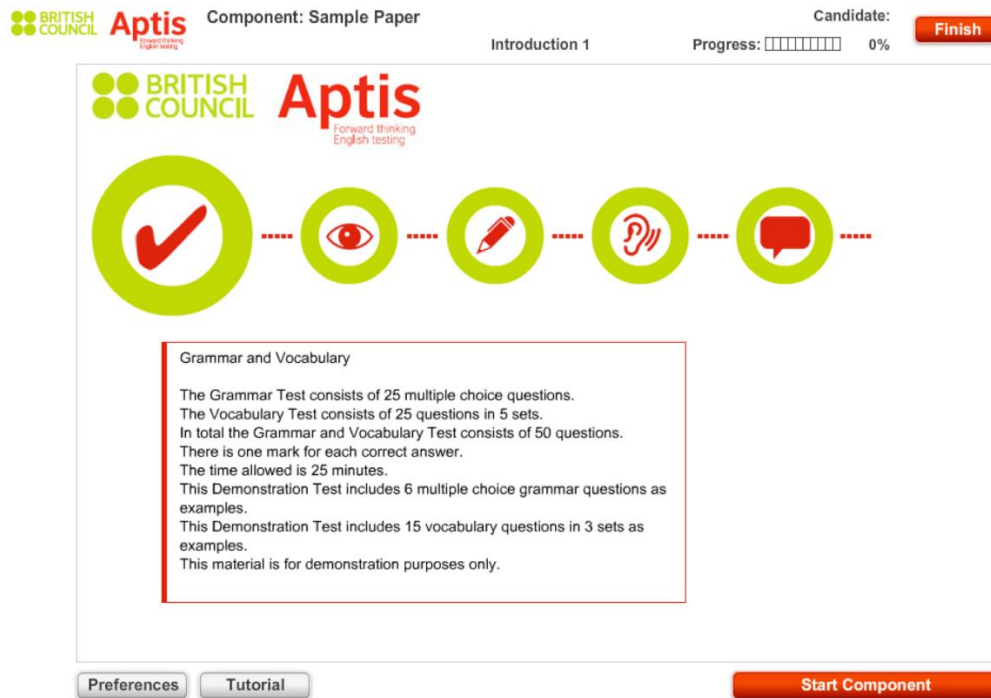 BRITISH
COUNCIL
Aptis
Forward thinking
English testing
Component: Sample Paper
Candidate:
Finish
Introduction 1
Progress:
0%
BRITISH
COUNCIL
Aptis
Forward thinking
English testing
Grammar and Vocabulary
The Grammar Test consists of 25 multiple choice questions.
The Vocabulary Test consists of 25 questions in 5 sets.
In total the Grammar and Vocabulary Test consists of 50 questions.
There is one mark for each correct answer.
The time allowed is 25 minutes.
This Demonstration Test includes 6 multiple choice grammar questions as
examples.
This Demonstration Test includes 15 vocabulary questions in 3 sets as
examples.
This material is for demonstration purposes only.
Preferences
Tutorial
Start Component